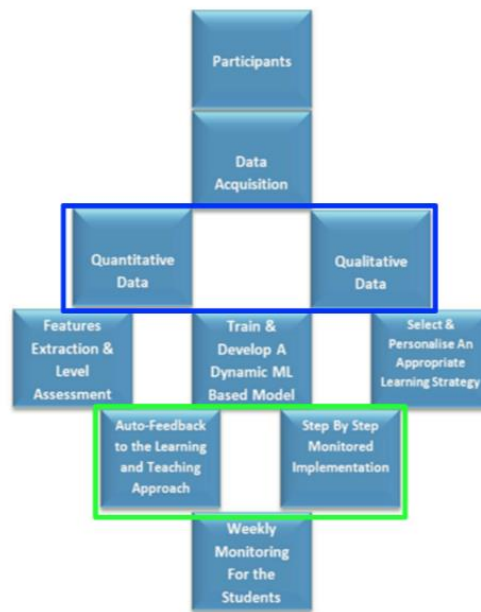 Participants
Data
Acquisition
Quantitative
Data
Qualitative
Data
Features
Extraction &
Level
Assessment
Train &
Develop A
Dynamic ML
Based Model
Select &
Personalise An
Appropriate
Learning Strategy
Auto-Feedback
to the Learning
and Teaching
Approach
Step By Step
Monitored
Implementation
Weekly
Monitoring
For the
Students